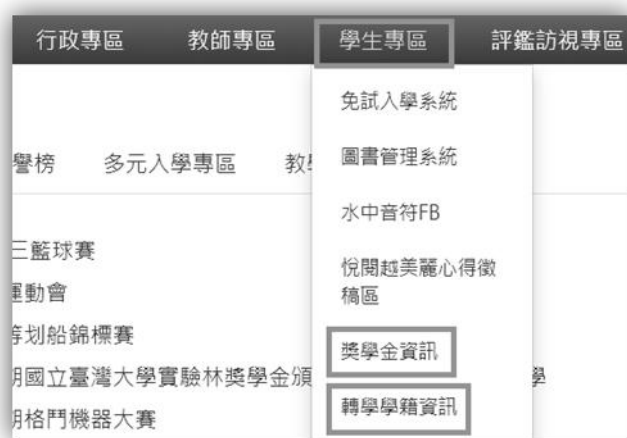 行政專區 教師專區 學生專區 評鑑訪視專區
免試入學系統
譽榜 多元入學專區 教
圖書管理系統
水中音符FB
三籃球賽
悅閱越美麗心得徵
稿區
運動會
划船錦標賽
獎學金資訊
國立臺灣大學實驗林獎學金頒 學
轉學學籍資訊
格鬥機器大賽